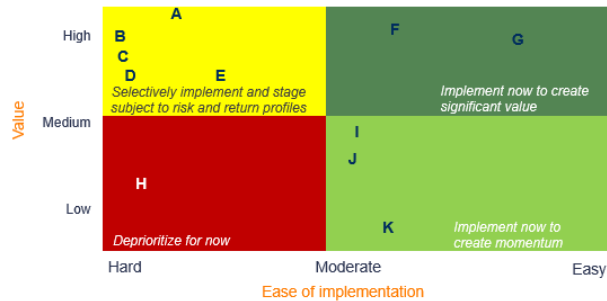 A
High
B
F
G
C
D
E
Selectively implement and stage
subject to risk and return profiles
Implement now to create
significant value
Value
Medium
I
J
H
Low
K
Deprioritize for now
Implement now to
create momentum
Hard
Moderate
Easy
Ease of implementation